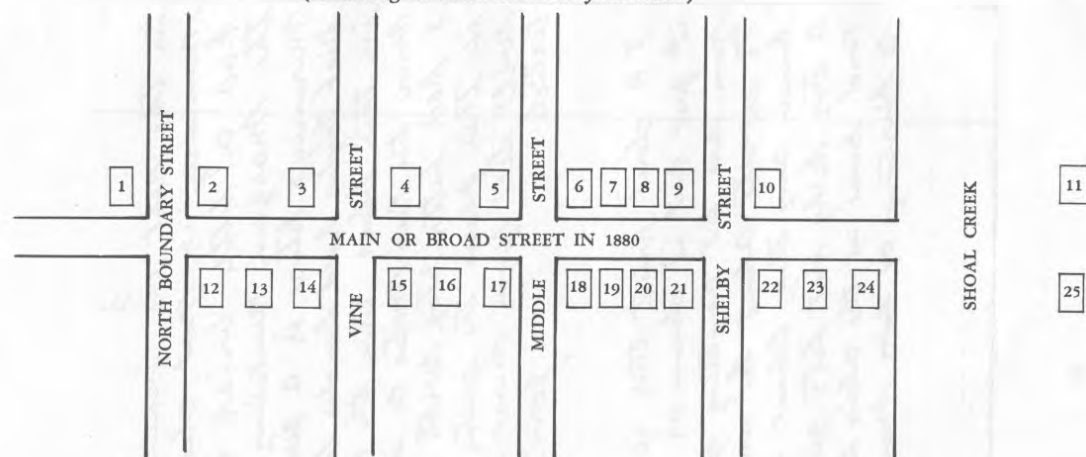 NORTH BOUNDARY STREET
VINE STREET
MIDDLE STREET
SHELBY STREET
SHOAL CREEK
1 2 3 4 5 6 7 8 9 10 11
MAIN OR BROAD STREET IN 1880
12 13 14 15 16 17 18 19 20 21 22 23 24 25